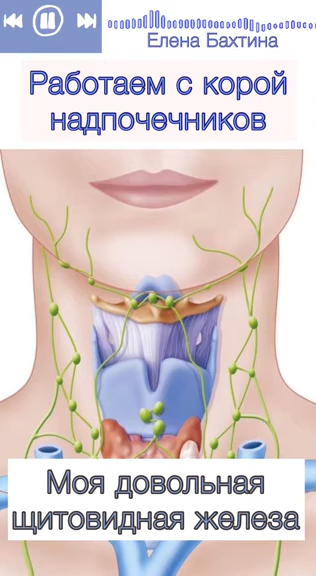 Елена Бахтина
Работаем с корой
надпочечников
Моя довольная
щитовидная железа